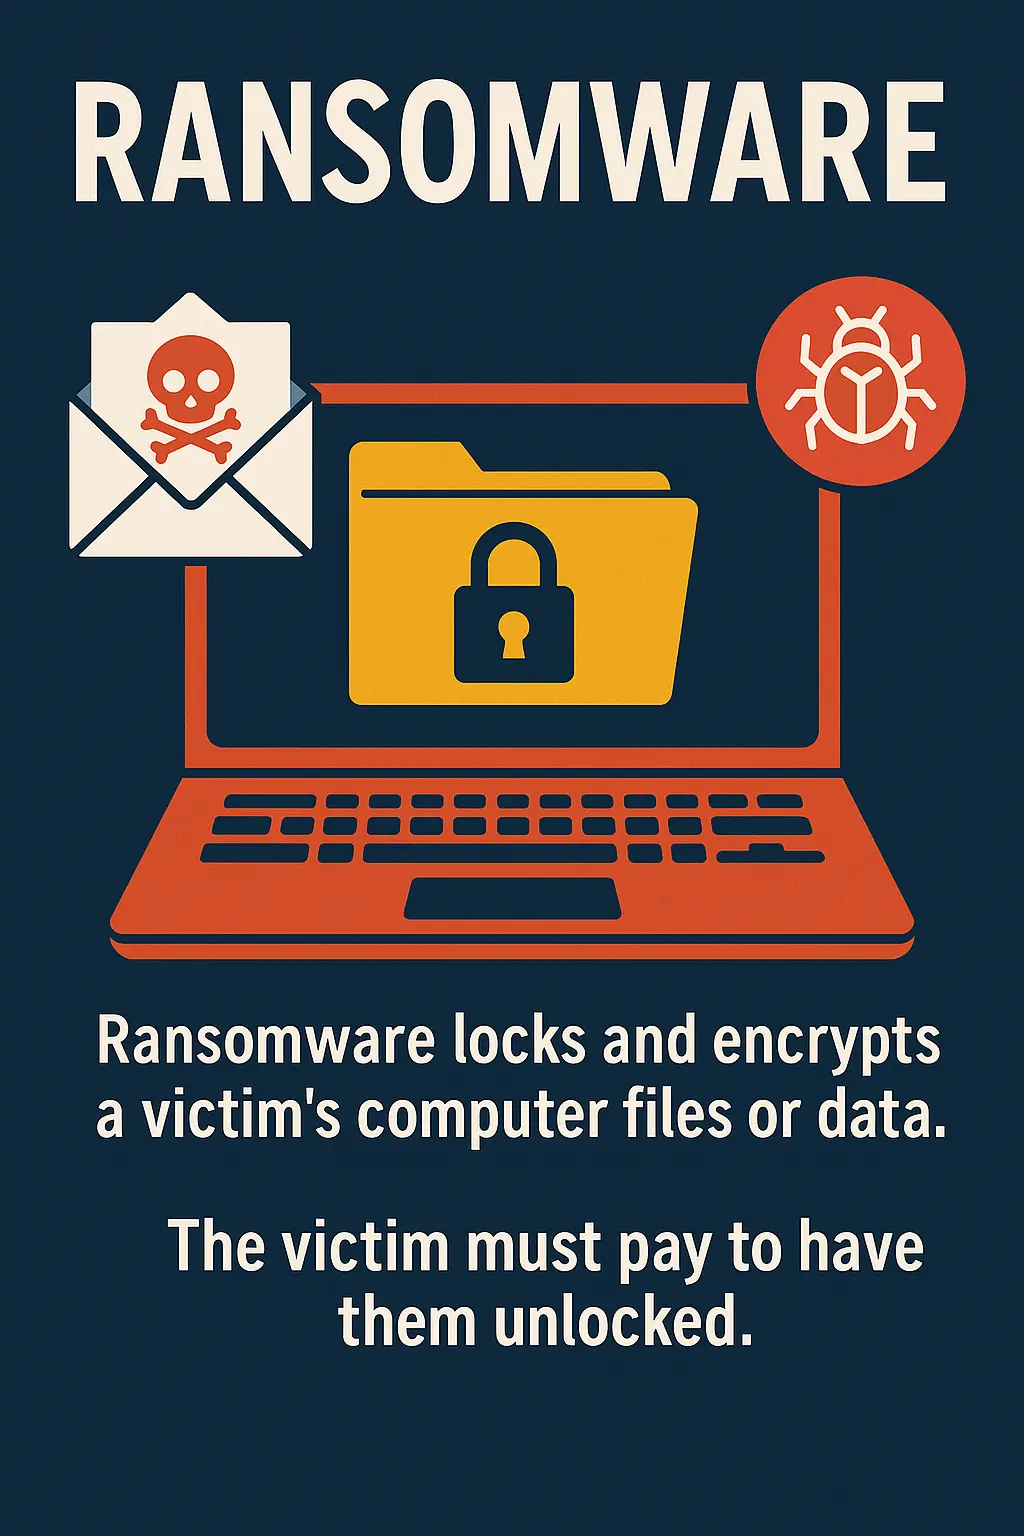 RANSOMWARE
Ransomware locks and encrypts
a victim's computer files or data.
The victim must pay to have
them unlocked.